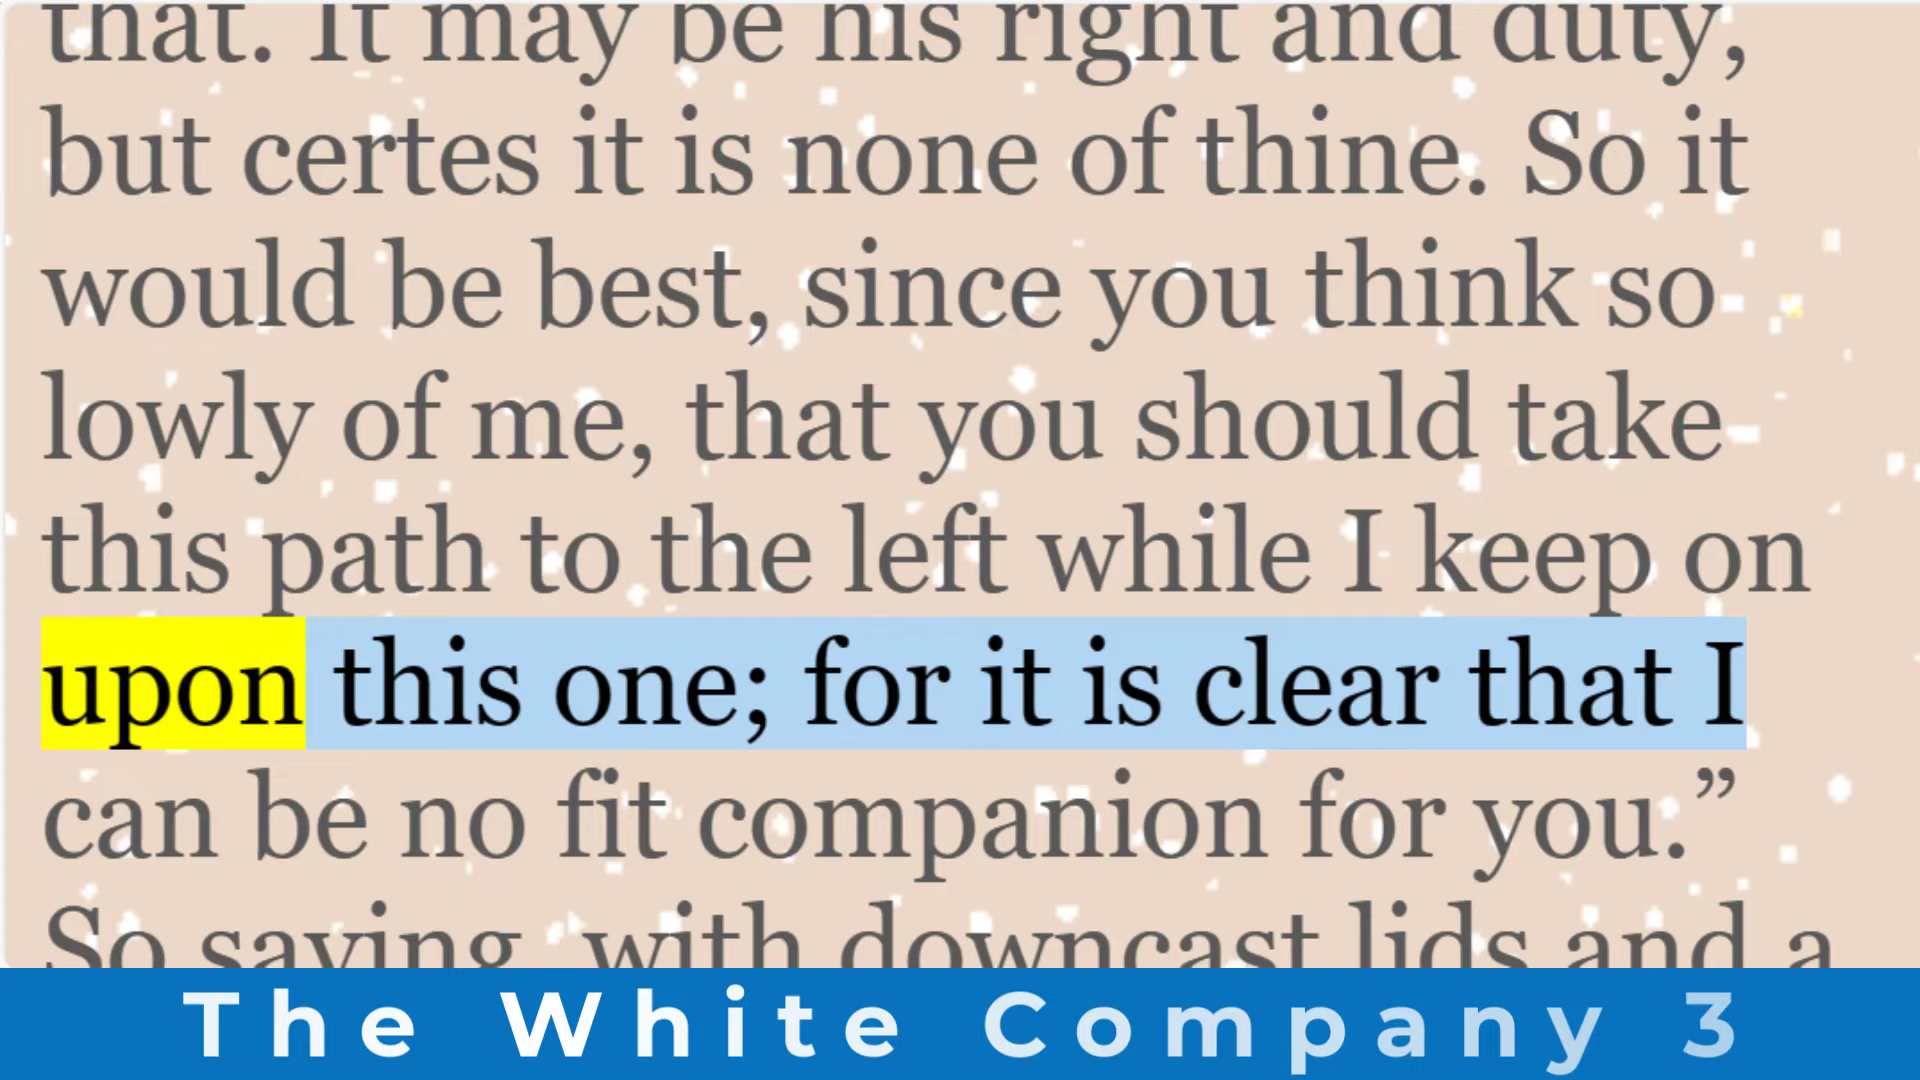 that. It may be his right and duty,
but certes it is none of thine. So it
would be best, since you think so
lowly of me, that you should take
this path to the left while I keep on
upon this one; for it is clear that I
can be no fit companion for you.”
So saying, with downcast lids and a
The White Company 3